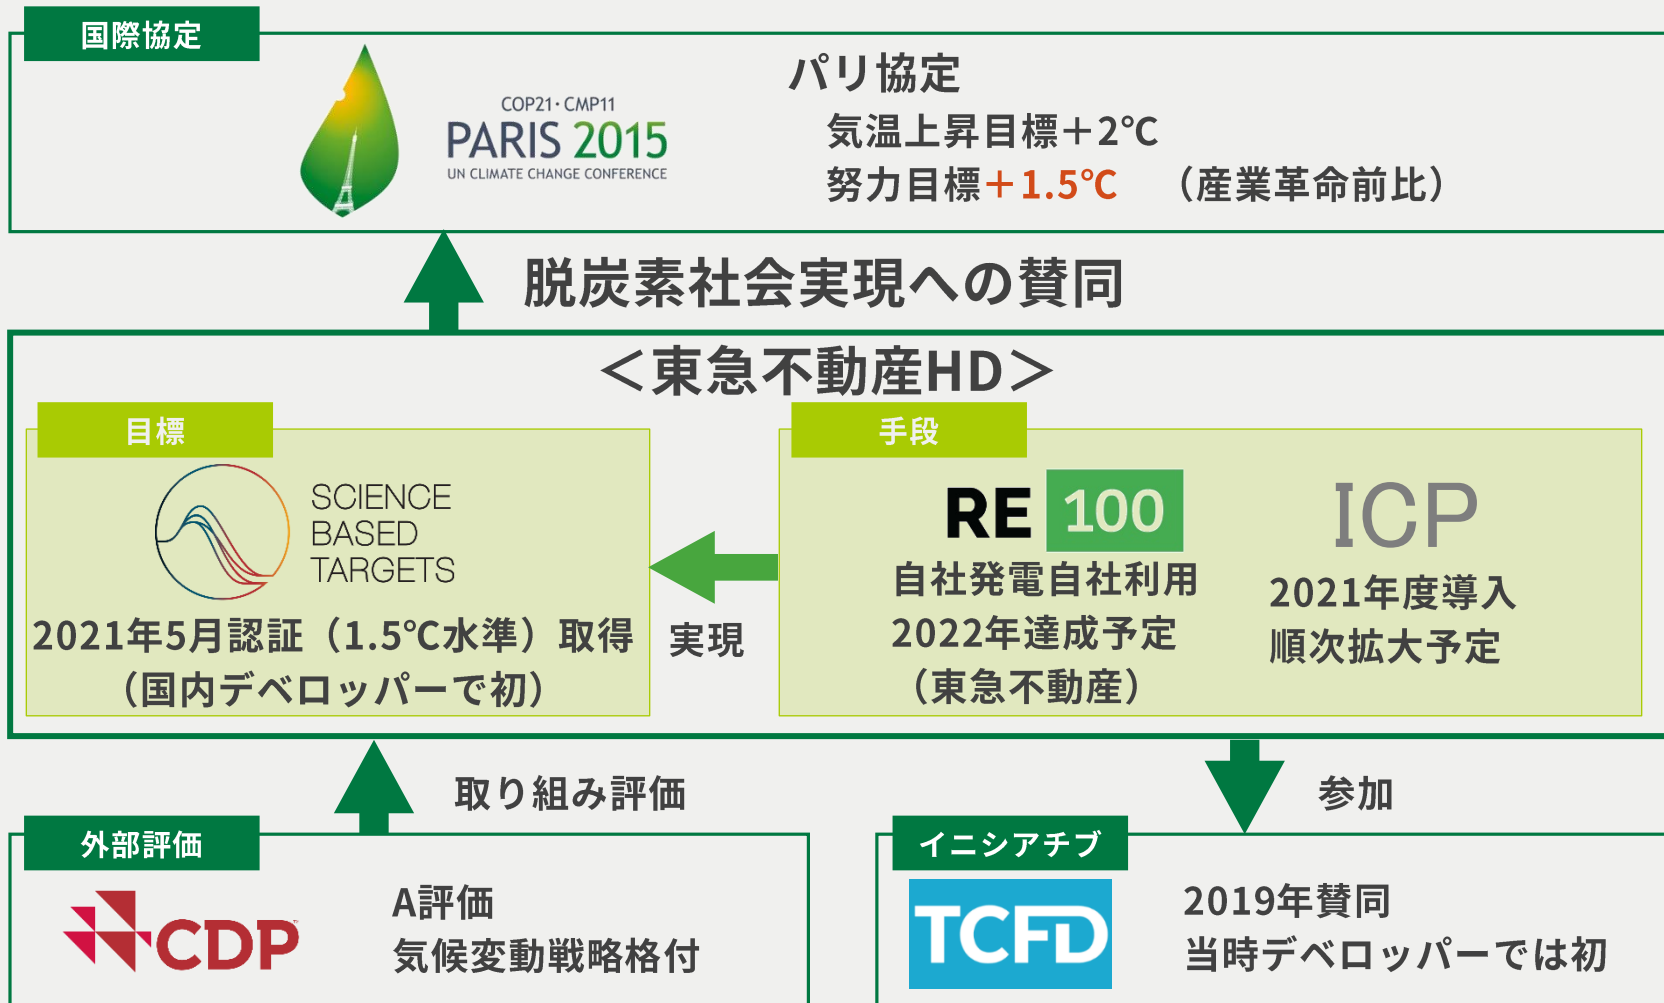 国際協定
COP21・CMP11
PARIS 2015
UN CLIMATE CHANGE CONFERENCE
パリ協定
気温上昇目標＋2℃
努力目標＋1.5℃　（産業革命前比）
脱炭素社会実現への賛同
＜東急不動産HD＞
目標
SCIENCE
BASED
TARGETS
2021年5月認証（1.5℃水準）取得
（国内デベロッパーで初）
実現
手段
RE 100
自社発電自社利用
2022年達成予定
（東急不動産）
ICP
2021年度導入
順次拡大予定
取り組み評価
参加
外部評価
CDP
A評価
気候変動戦略格付
イニシアチブ
TCFD
2019年賛同
当時デベロッパーでは初